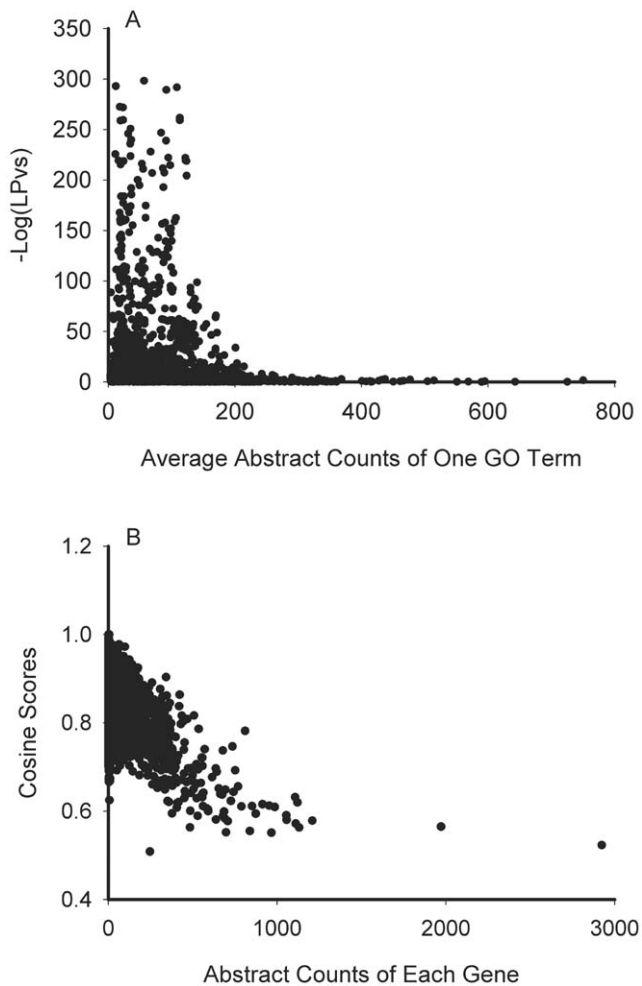 A
350
300
250
200
150
100
50
0
-Log(LPvs)
0 200 400 600 800
Average Abstract Counts of One GO Term
B
1.2
1.0
0.8
0.6
0.4
Cosine Scores
0 1000 2000 3000
Abstract Counts of Each Gene